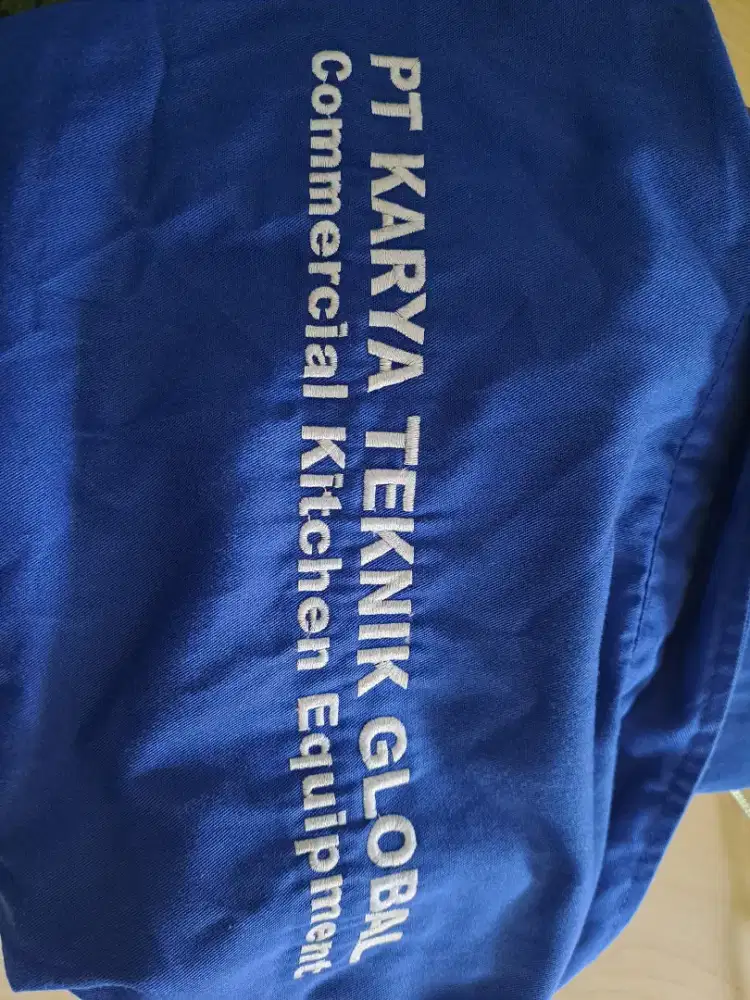 PT KARYA TEKNIK GLOBAL
Commercial Kitchen Equipment